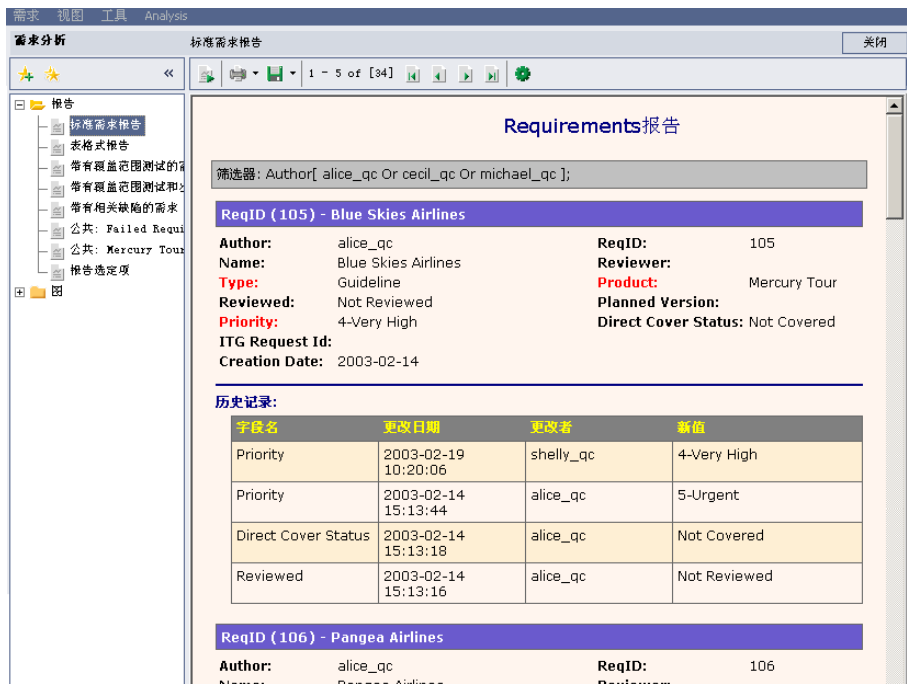 需求 视图 工具 Analysis
需求分析 标准需求报告 关闭
« 1 - 5 of [34]
报告
标准需求报告
表格式报告
带有覆盖范围测试的
带有覆盖范围测试和
带有相关缺陷的需求
公共: Failed Requi
公共: Mercury Tour
报告选定项
图
Requirements报告
筛选器: Author[ alice_qc Or cecil_qc Or michael_qc ];
ReqID (105) - Blue Skies Airlines
Author: alice_qc ReqID: 105
Name: Blue Skies Airlines Reviewer:
Type: Guideline Product: Mercury Tour
Reviewed: Not Reviewed Planned Version:
Priority: 4-Very High Direct Cover Status: Not Covered
ITG Request Id:
Creation Date: 2003-02-14
历史记录:
字段名 更改日期 更改者 新值
Priority 2003-02-19 shelly_qc 4-Very High
10:20:06
Priority 2003-02-14 alice_qc 5-Urgent
15:13:44
Direct Cover Status 2003-02-14 alice_qc Not Covered
15:13:18
Reviewed 2003-02-14 alice_qc Not Reviewed
15:13:16
ReqID (106) - Pangea Airlines
Author: alice_qc ReqID: 106